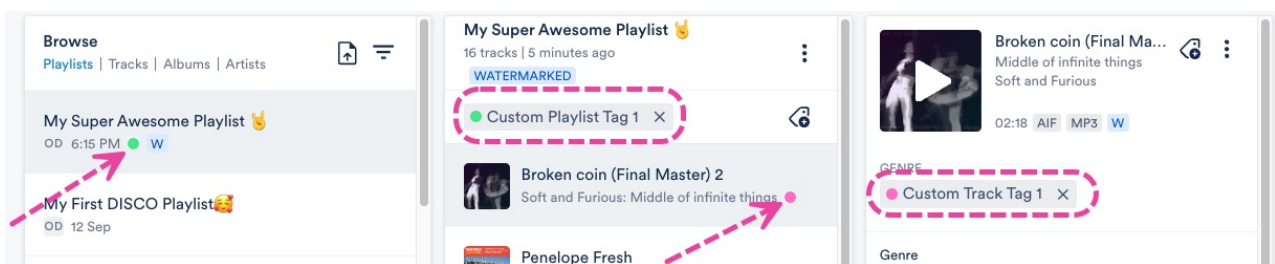 Browse
Playlists | Tracks | Albums | Artists
My Super Awesome Playlist 🤘
OD 6:15 PM W
My First DISCO Playlist🥰
OD 12 Sep
My Super Awesome Playlist 🤘
16 tracks | 5 minutes ago
WATERMARKED
Custom Playlist Tag 1 ×
Broken coin (Final Master) 2
Soft and Furious: Middle of infinite things
Penelope Fresh
Broken coin (Final Ma...
Middle of infinite things
Soft and Furious
02:18 AIF MP3 W
GENRE
Custom Track Tag 1 ×
Genre